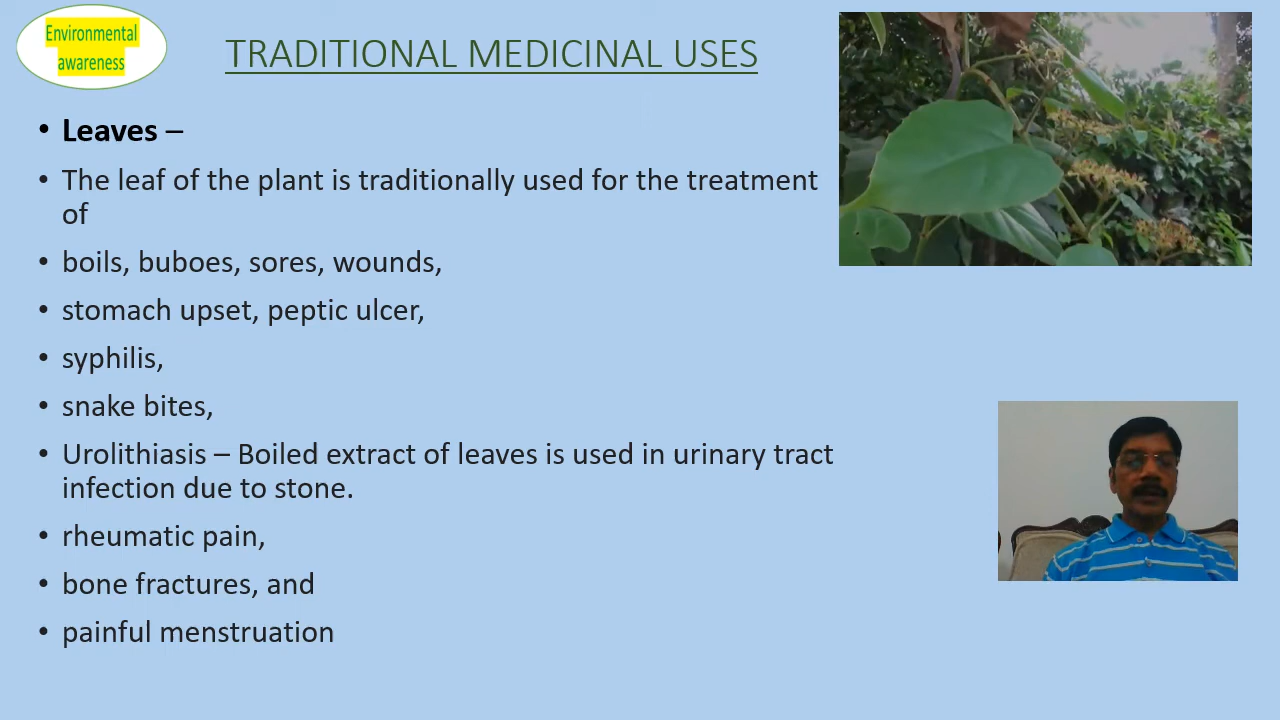 Environmental
awareness
TRADITIONAL MEDICINAL USES
• Leaves –
• The leaf of the plant is traditionally used for the treatment
of
• boils, buboes, sores, wounds,
• stomach upset, peptic ulcer,
• syphilis,
• snake bites,
• Urolithiasis – Boiled extract of leaves is used in urinary tract
infection due to stone.
• rheumatic pain,
• bone fractures, and
• painful menstruation